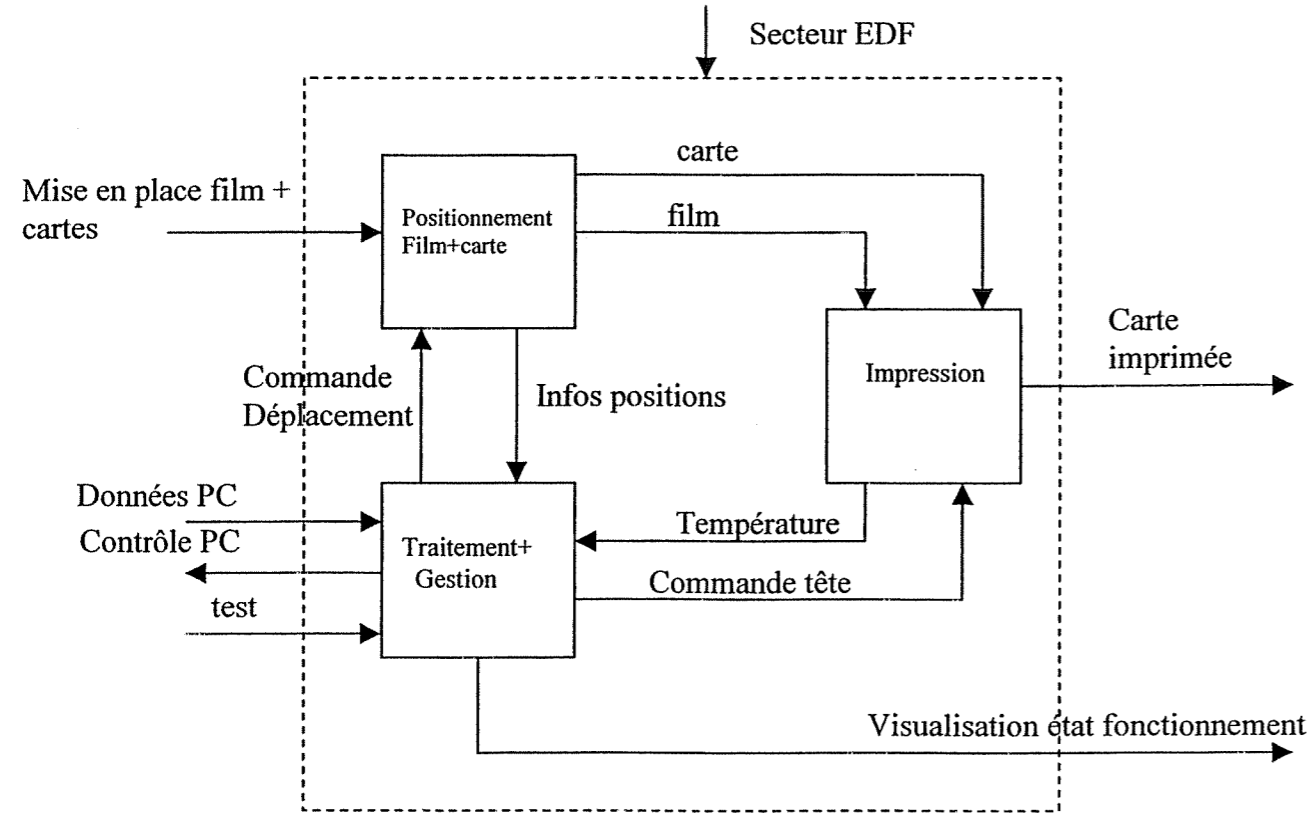 Secteur EDF
carte
Mise en place film +
cartes
Positionnement
Film+carte
film
Carte
imprimée
Impression
Commande
Déplacement
Infos positions
Données PC
Contrôle PC
test
Traitement+
Gestion
Température
Commande tête
Visualisation état fonctionnement